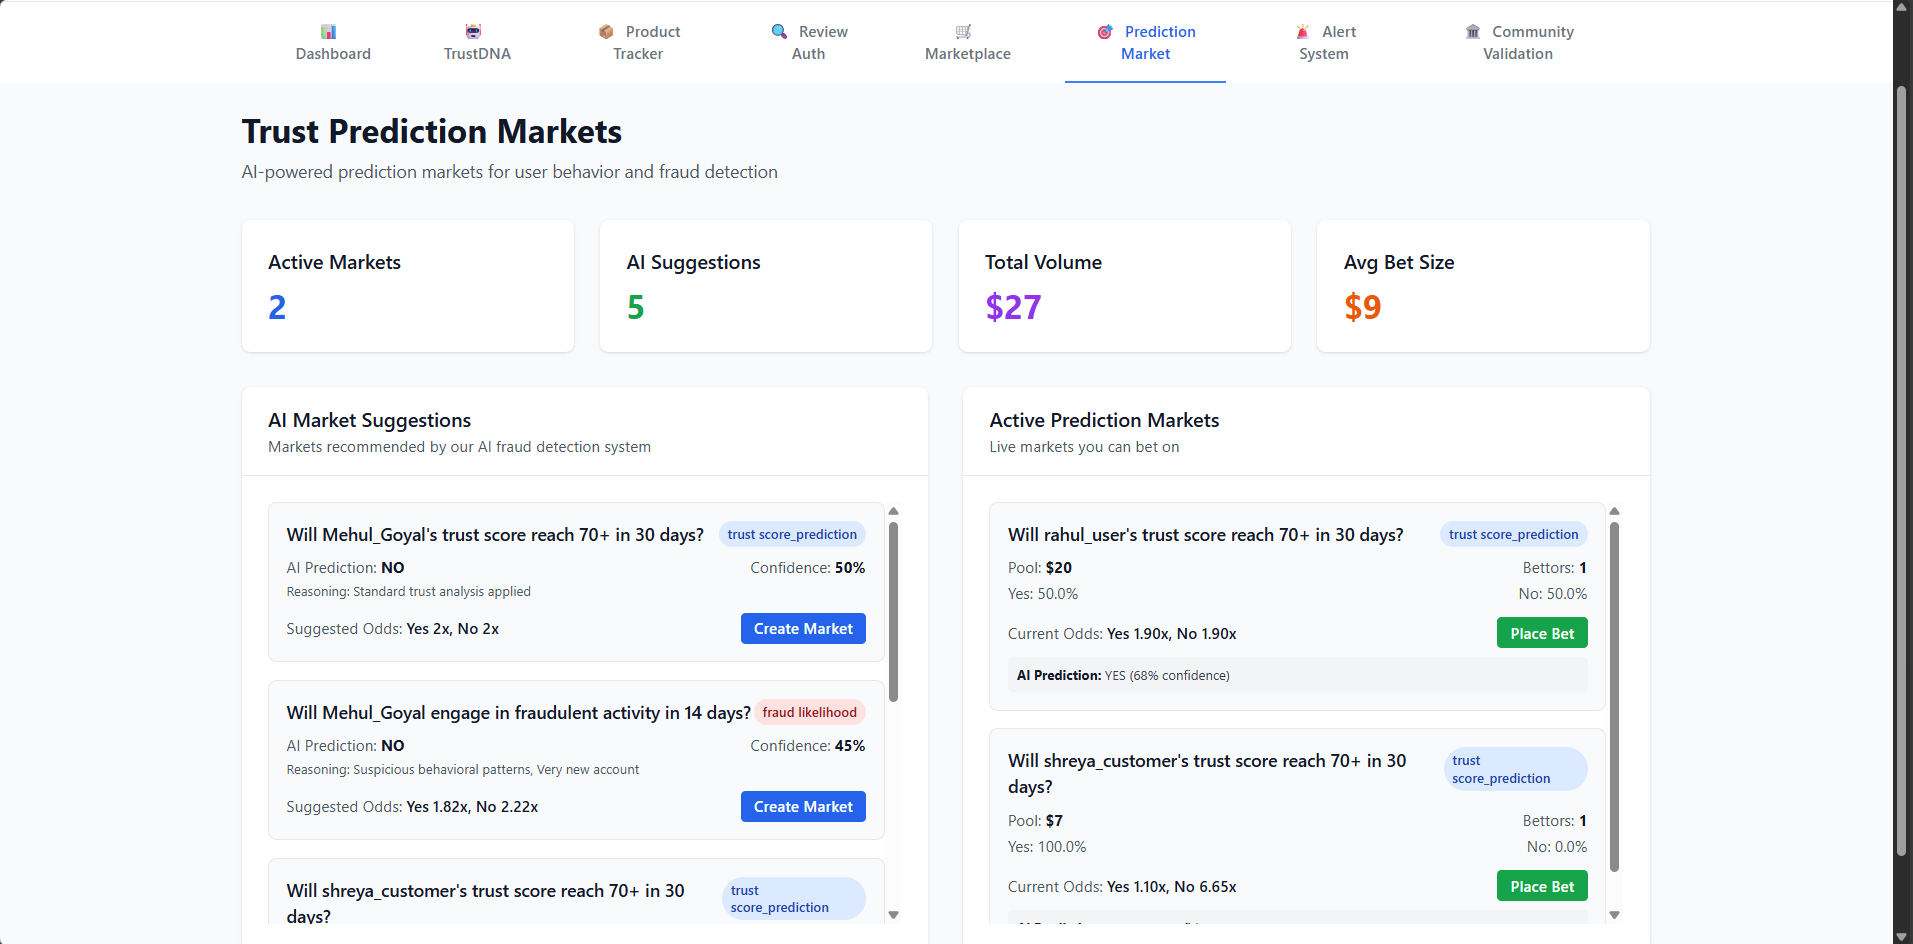 Dashboard
TrustDNA
Product
Tracker
Review
Auth
Marketplace
Prediction
Market
Alert
System
Community
Validation
Trust Prediction Markets
AI-powered prediction markets for user behavior and fraud detection
Active Markets
2
AI Suggestions
5
Total Volume
$27
Avg Bet Size
$9
AI Market Suggestions
Markets recommended by our AI fraud detection system
Will Mehul_Goyal's trust score reach 70+ in 30 days?
trust score_prediction
AI Prediction: NO
Confidence: 50%
Reasoning: Standard trust analysis applied
Suggested Odds: Yes 2x, No 2x
Create Market
Will Mehul_Goyal engage in fraudulent activity in 14 days?
fraud likelihood
AI Prediction: NO
Confidence: 45%
Reasoning: Suspicious behavioral patterns, Very new account
Suggested Odds: Yes 1.82x, No 2.22x
Create Market
Will shreya_customer's trust score reach 70+ in 30
days?
trust
score_prediction
Active Prediction Markets
Live markets you can bet on
Will rahul_user's trust score reach 70+ in 30 days?
trust score_prediction
Pool: $20
Bettors: 1
Yes: 50.0%
No: 50.0%
Current Odds: Yes 1.90x, No 1.90x
Place Bet
AI Prediction: YES (68% confidence)
Will shreya_customer's trust score reach 70+ in 30
days?
trust
score_prediction
Pool: $7
Bettors: 1
Yes: 100.0%
No: 0.0%
Current Odds: Yes 1.10x, No 6.65x
Place Bet